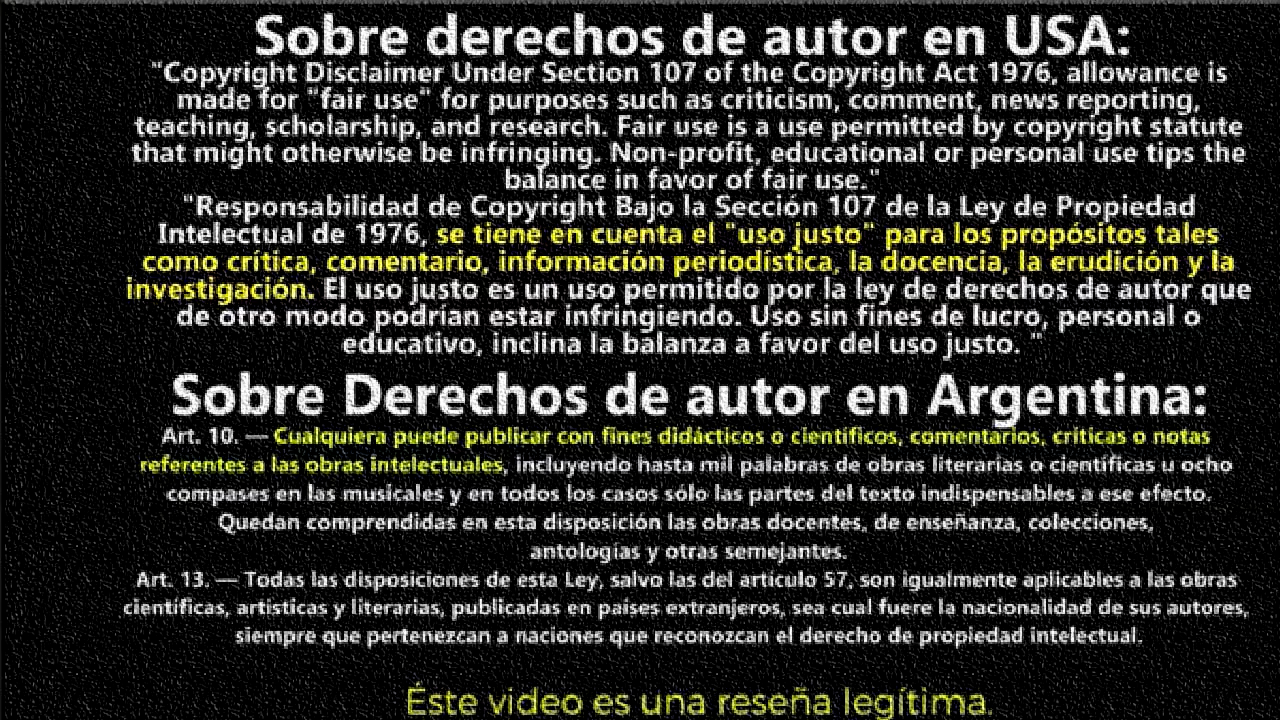 Sobre derechos de autor en USA:
"Copyright Disclaimer Under Section 107 of the Copyright Act 1976, allowance is
made for "fair use" for purposes such as criticism, comment, news reporting,
teaching, scholarship, and research. Fair use is a use permitted by copyright statute
that might otherwise be infringing. Non-profit, educational or personal use tips the
balance in favor of fair use."
"Responsabilidad de Copyright Bajo la Sección 107 de la Ley de Propiedad
Intelectual de 1976, se tiene en cuenta el "uso justo" para los propósitos tales
como crítica, comentario, información periodística, la docencia, la erudición y la
investigación. El uso justo es un uso permitido por la ley de derechos de autor que
de otro modo podrían estar infringiendo. Uso sin fines de lucro, personal o
educativo, inclina la balanza a favor del uso justo. "
Sobre Derechos de autor en Argentina:
Art. 10. — Cualquiera puede publicar con fines didácticos o científicos, comentarios, críticas o notas
referentes a las obras intelectuales, incluyendo hasta mil palabras de obras literarias o científicas u ocho
compases en las musicales y en todos los casos sólo las partes del texto indispensables a ese efecto.
Quedan comprendidas en esta disposición las obras docentes, de enseñanza, colecciones,
antologías y otras semejantes.
Art. 13. — Todas las disposiciones de esta Ley, salvo las del artículo 57, son igualmente aplicables a las obras
científicas, artísticas y literarias, publicadas en países extranjeros, sea cual fuere la nacionalidad de sus autores,
siempre que pertenezcan a naciones que reconozcan el derecho de propiedad intelectual.
Éste video es una reseña legítima.